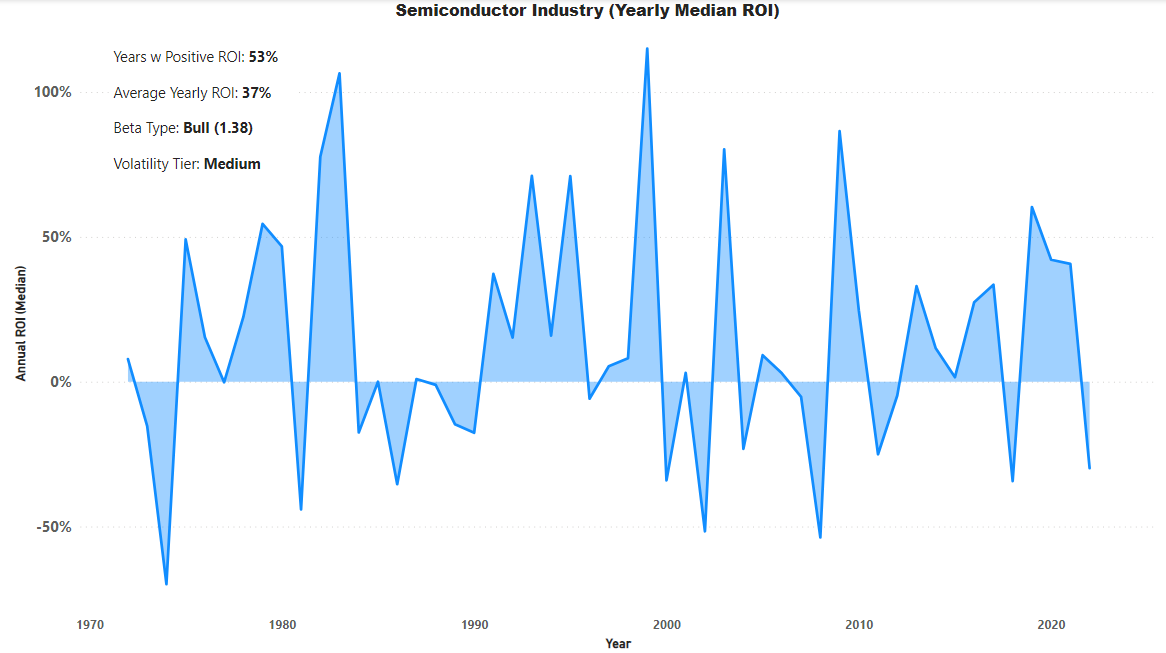 Semiconductor Industry (Yearly Median ROI)
Years w Positive ROI: 53%
Average Yearly ROI: 37%
Beta Type: Bull (1.38)
Volatility Tier: Medium
100%
50%
0%
-50%
Annual ROI (Median)
1970 1980 1990 2000 2010 2020
Year